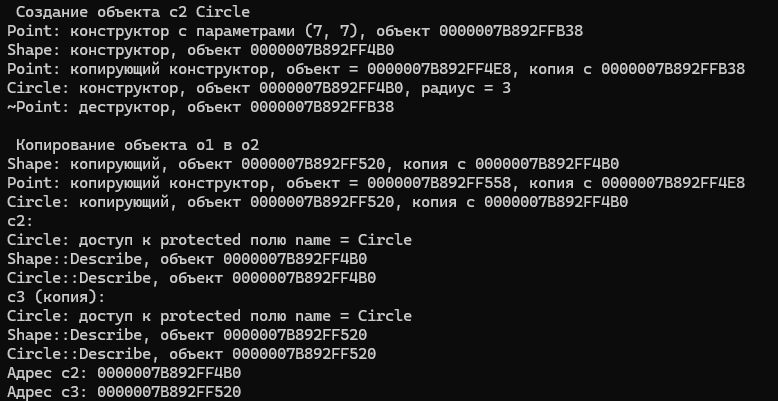 Создание объекта c2 Circle
Point: конструктор с параметрами (7, 7), объект 0000007B892FFB38
Shape: конструктор, объект 0000007B892FF4B0
Point: копирующий конструктор, объект = 0000007B892FF4E8, копия с 0000007B892FFB38
Circle: конструктор, объект 0000007B892FF4B0, радиус = 3
~Point: деструктор, объект 0000007B892FFB38

Копирование объекта o1 в o2
Shape: копирующий, объект 0000007B892FF520, копия с 0000007B892FF4B0
Point: копирующий конструктор, объект = 0000007B892FF558, копия с 0000007B892FF4E8
Circle: копирующий, объект 0000007B892FF520, копия с 0000007B892FF4B0
c2:
Circle: доступ к protected полю name = Circle
Shape::Describe, объект 0000007B892FF4B0
Circle::Describe, объект 0000007B892FF4B0
c3 (копия):
Circle: доступ к protected полю name = Circle
Shape::Describe, объект 0000007B892FF520
Circle::Describe, объект 0000007B892FF520
Адрес c2: 0000007B892FF4B0
Адрес c3: 0000007B892FF520